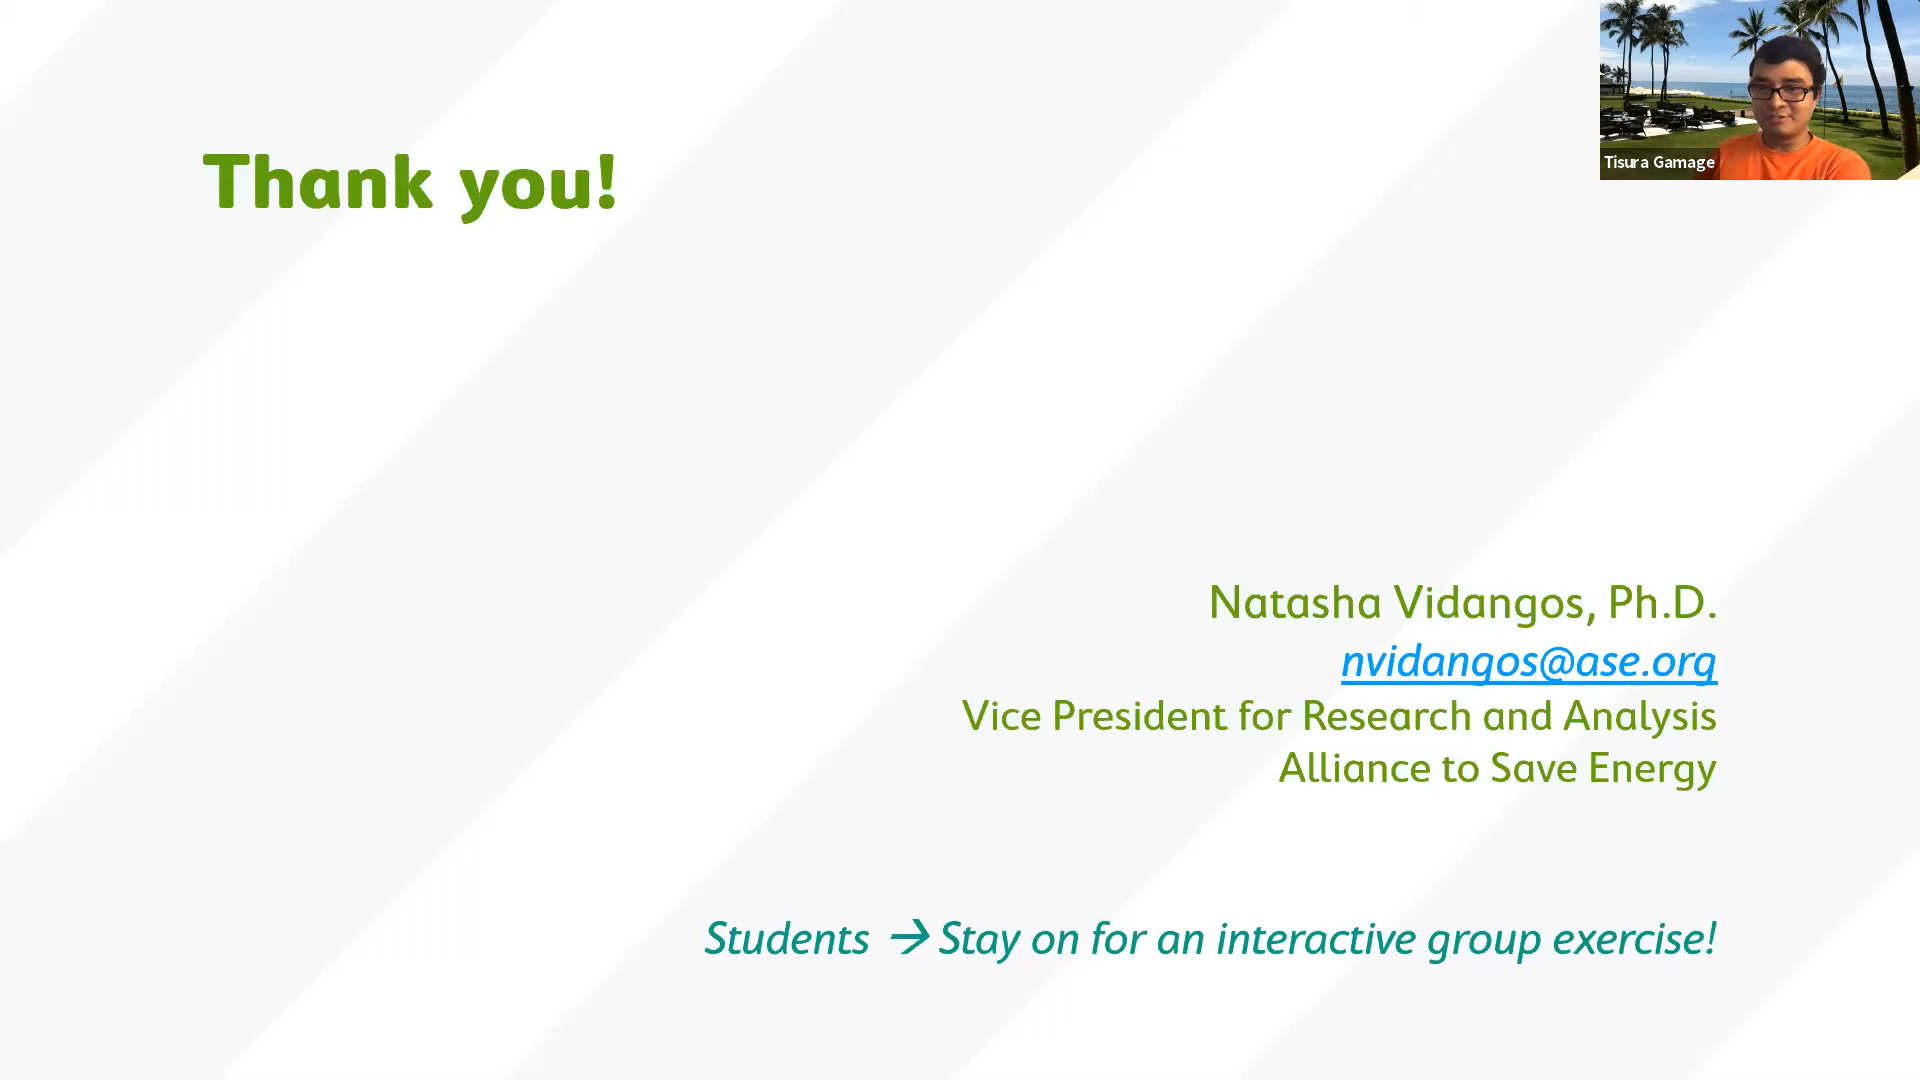 Tisura Gamage
Thank you!
Natasha Vidangos, Ph.D.
nvidangos@ase.org
Vice President for Research and Analysis
Alliance to Save Energy
Students → Stay on for an interactive group exercise!